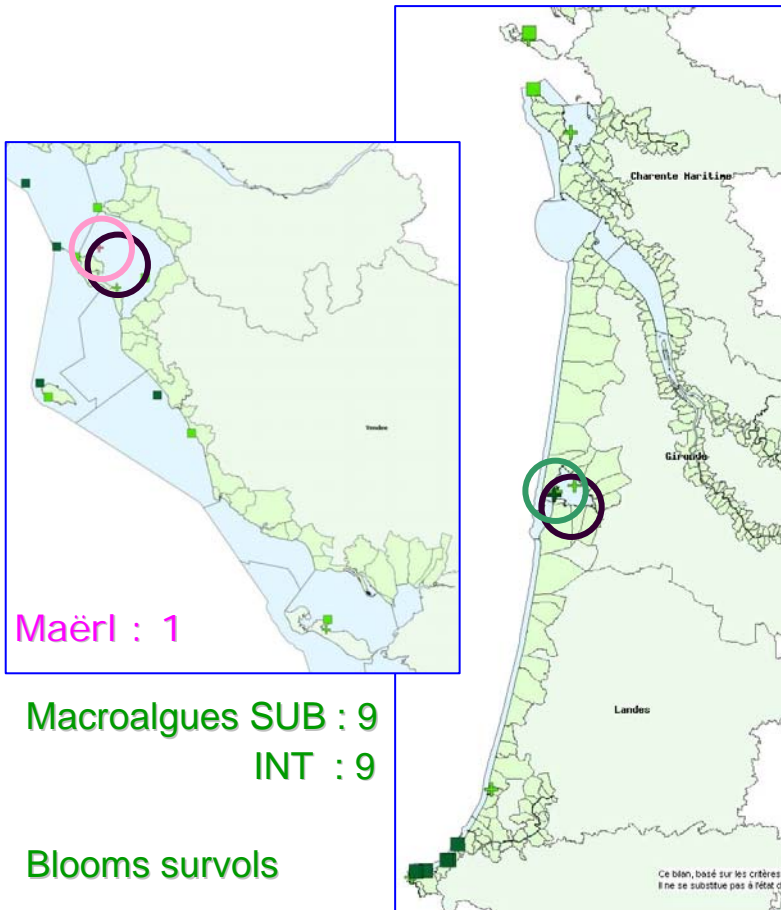 Charente Maritime
Vendee
Maërl : 1
Gironde
Macroalgues SUB : 9
INT : 9
Landes
Blooms survols
Ce bilan, basé sur les critères
Il ne se substitue pas à l'état d